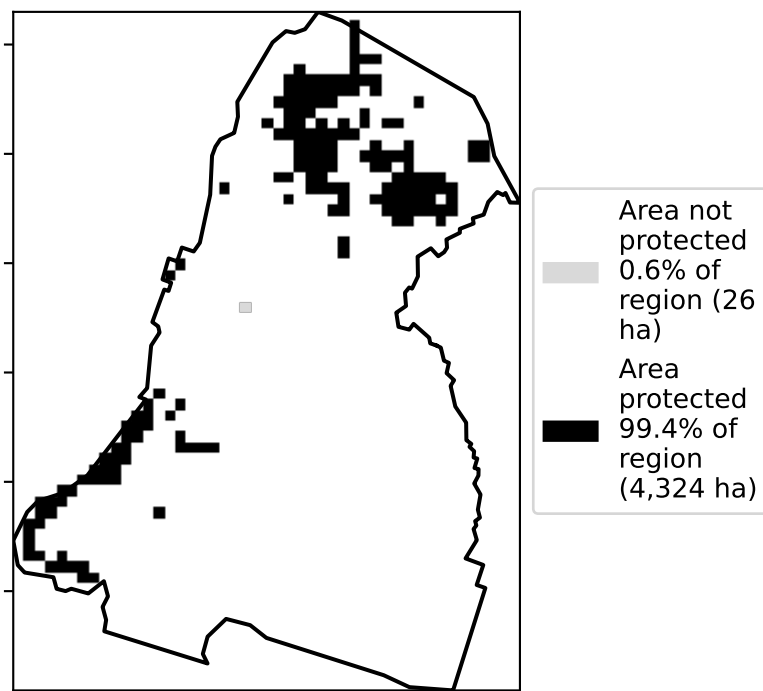 Area not
protected
0.6% of
region (26
ha)
Area
protected
99.4% of
region
(4,324 ha)